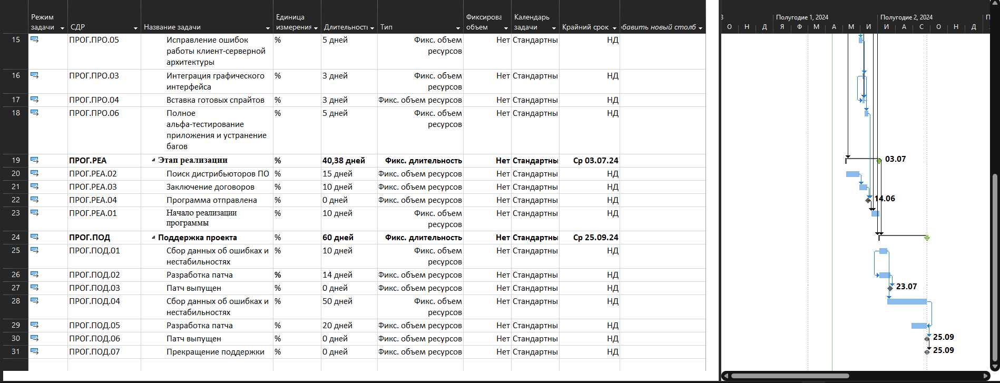 Режим задачи СДР Название задачи Единица измерения Длительность Тип Фиксирова объем Календарь задачи Крайний срок обавить новый столб
15 ПРОГ.ПРО.05 Исправление ошибок работы клиент-серверной архитектуры % 5 дней Фикс. объем ресурсов Нет Стандартны НД
16 ПРОГ.ПРО.03 Интеграция графического интерфейса % 3 дней Фикс. объем ресурсов Нет Стандартны НД
17 ПРОГ.ПРО.04 Вставка готовых спрайтов % 3 дней Фикс. объем ресурсов Нет Стандартны НД
18 ПРОГ.ПРО.06 Полное альфа-тестирование приложения и устранение багов % 5 дней Фикс. объем ресурсов Нет Стандартны НД
19 ПРОГ.РЕА Этап реализации % 40,38 дней Фикс. длительность Нет Стандартны Ср 03.07.24
20 ПРОГ.РЕА.02 Поиск дистрибьюторов ПО % 15 дней Фикс. объем ресурсов Нет Стандартны НД
21 ПРОГ.РЕА.03 Заключение договоров % 10 дней Фикс. объем ресурсов Нет Стандартны НД
22 ПРОГ.РЕА.04 Программа отправлена % 0 дней Фикс. объем ресурсов Нет Стандартны НД
23 ПРОГ.РЕА.01 Начало реализации программы % 10 дней Фикс. объем ресурсов Нет Стандартны НД
24 ПРОГ.ПОД Поддержка проекта % 60 дней Фикс. длительность Нет Стандартны Ср 25.09.24
25 ПРОГ.ПОД.01 Сбор данных об ошибках и нестабильностях % 10 дней Фикс. объем ресурсов Нет Стандартны НД
26 ПРОГ.ПОД.02 Разработка патча % 14 дней Фикс. объем ресурсов Нет Стандартны НД
27 ПРОГ.ПОД.03 Патч выпущен % 0 дней Фикс. объем ресурсов Нет Стандартны НД
28 ПРОГ.ПОД.04 Сбор данных об ошибках и нестабильностях % 50 дней Фикс. объем ресурсов Нет Стандартны НД
29 ПРОГ.ПОД.05 Разработка патча % 20 дней Фикс. объем ресурсов Нет Стандартны НД
30 ПРОГ.ПОД.06 Патч выпущен % 0 дней Фикс. объем ресурсов Нет Стандартны НД
31 ПРОГ.ПОД.07 Прекращение поддержки % 0 дней Фикс. объем ресурсов Нет Стандартны НД
3 Полугодие 1, 2024 Полугодие 2, 2024 П
О Н Д Я Ф М А М И И А С О Н Д
03.07
14.06
23.07
25.09
25.09